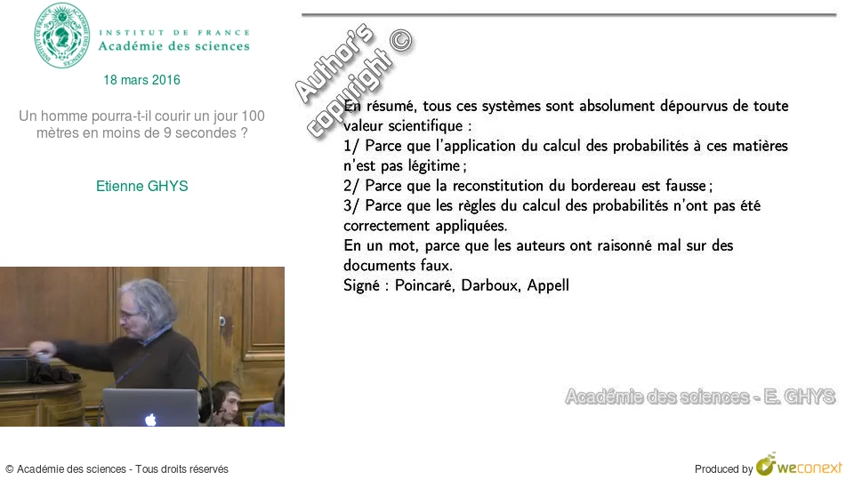 INSTITUT DE FRANCE
Académie des sciences
18 mars 2016
Un homme pourra-t-il courir un jour 100
mètres en moins de 9 secondes ?
Etienne GHYS
Author's
copyright ©
En résumé, tous ces systèmes sont absolument dépourvus de toute
valeur scientifique :
1/ Parce que l'application du calcul des probabilités à ces matières
n'est pas légitime ;
2/ Parce que la reconstitution du bordereau est fausse ;
3/ Parce que les règles du calcul des probabilités n'ont pas été
correctement appliquées.
En un mot, parce que les auteurs ont raisonné mal sur des
documents faux.
Signé : Poincaré, Darboux, Appell
Académie des sciences - E. GHYS
© Académie des sciences - Tous droits réservés
Produced by weconext